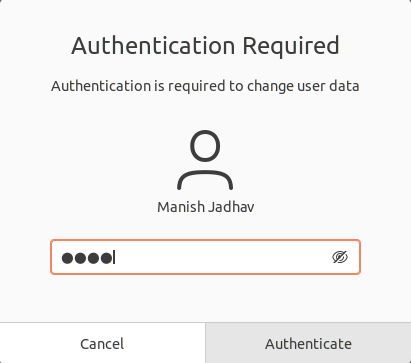 Authentication Required
Authentication is required to change user data
Manish Jadhav
●●●●
Cancel
Authenticate